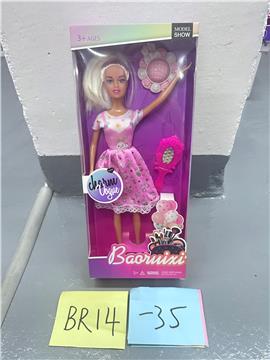 3+ AGES
MODEL
SHOW
charm
Vogue
Baoruixi
BR14 -35